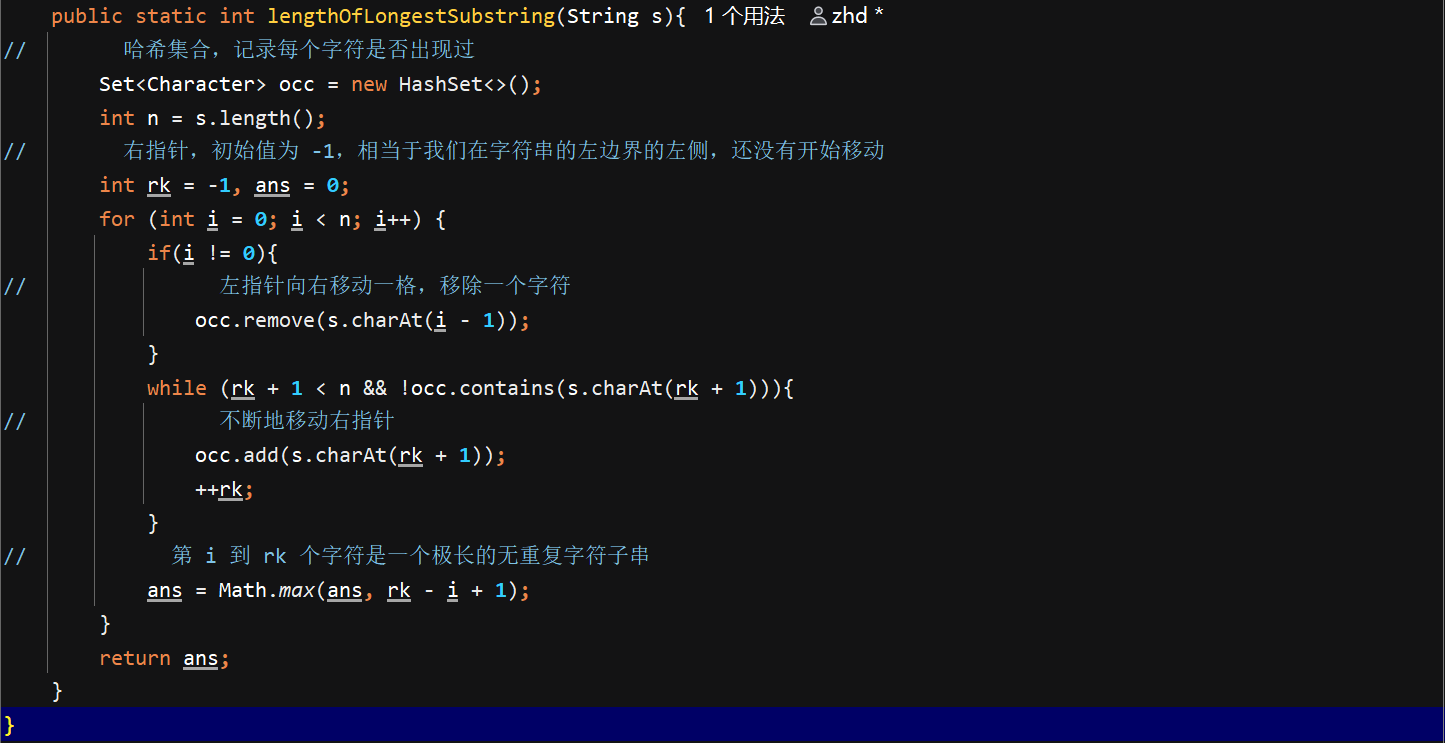 public static int lengthOfLongestSubstring(String s){ 1 个用法 zhd *
//        哈希集合，记录每个字符是否出现过
        Set<Character> occ = new HashSet<>();
        int n = s.length();
//        右指针，初始值为 -1，相当于我们在字符串的左边界的左侧，还没有开始移动
        int rk = -1, ans = 0;
        for (int i = 0; i < n; i++) {
            if(i != 0){
//                左指针向右移动一格，移除一个字符
                occ.remove(s.charAt(i - 1));
            }
            while (rk + 1 < n && !occ.contains(s.charAt(rk + 1))){
//                不断地移动右指针
                occ.add(s.charAt(rk + 1));
                ++rk;
            }
//            第 i 到 rk 个字符是一个极长的无重复字符子串
            ans = Math.max(ans, rk - i + 1);
        }
        return ans;
    }
}